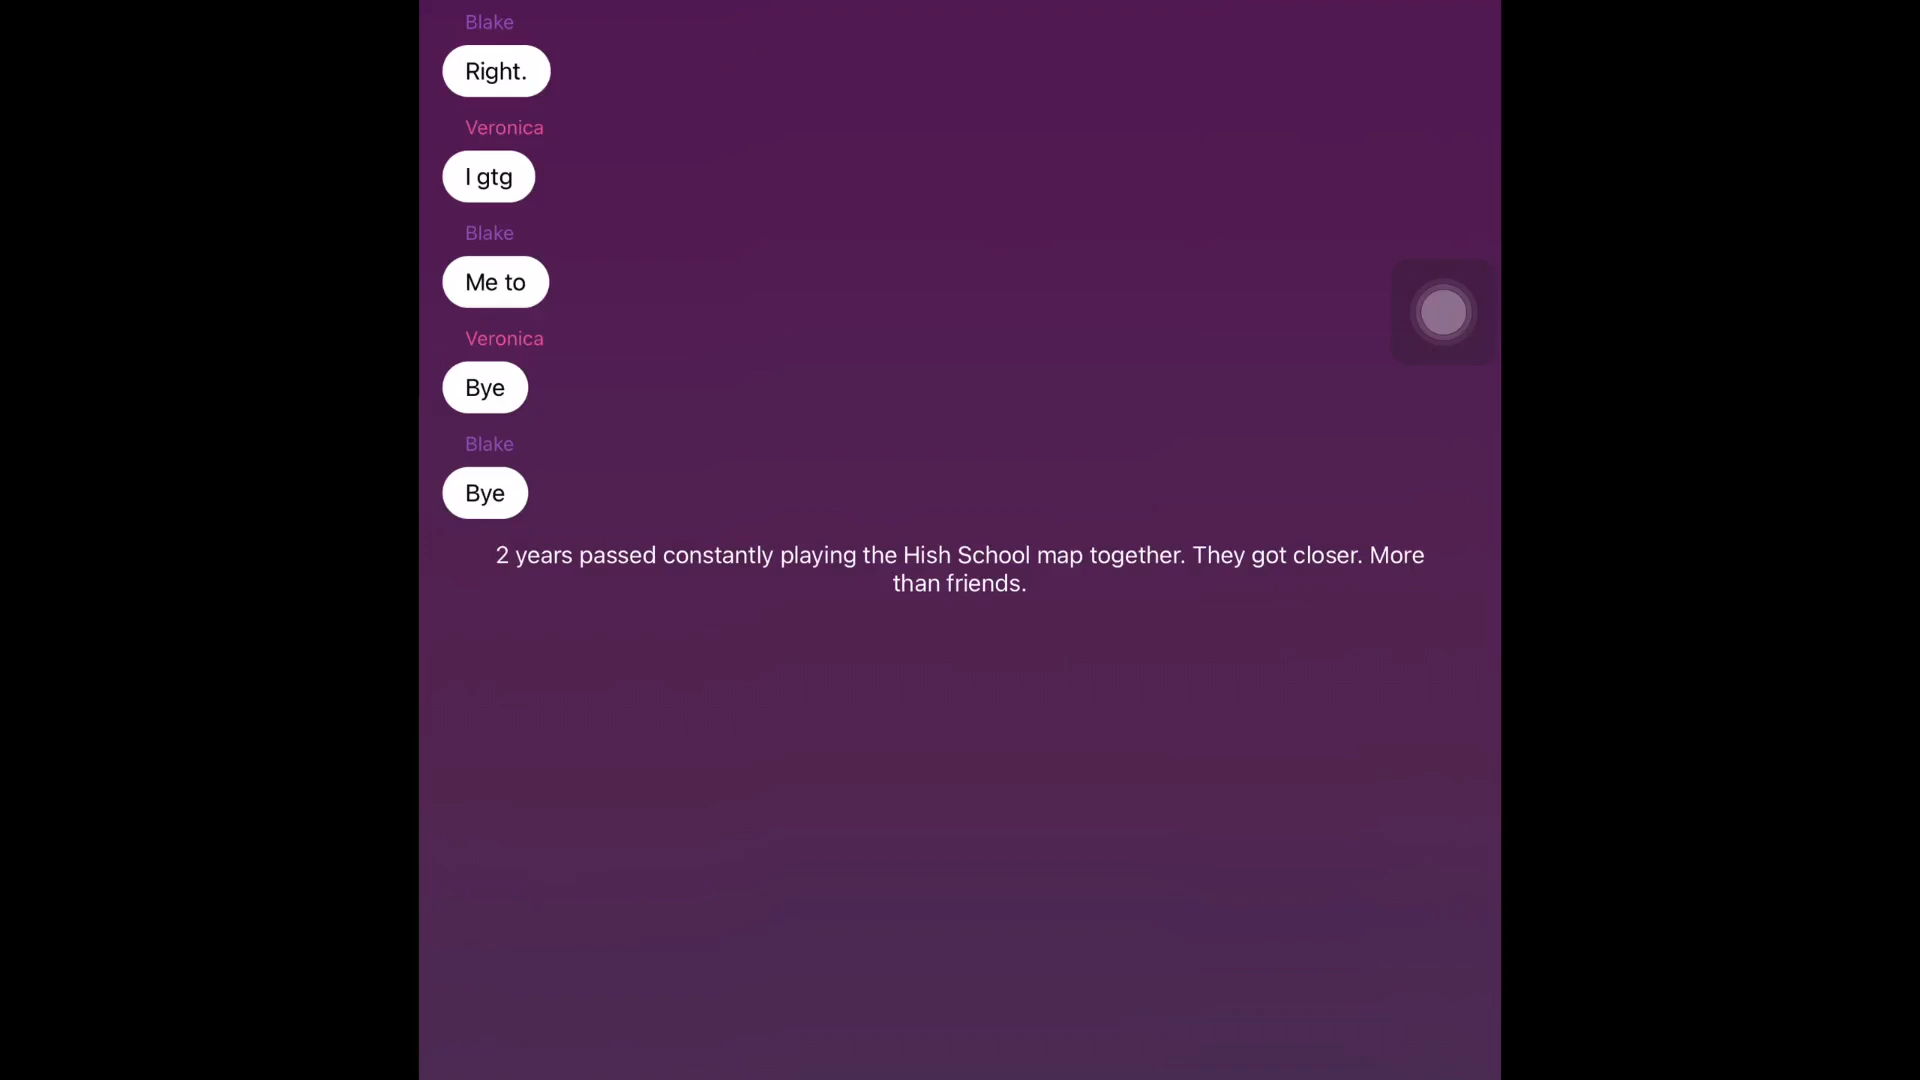 Blake
Right.
Veronica
I gtg
Blake
Me to
Veronica
Bye
Blake
Bye
2 years passed constantly playing the Hish School map together. They got closer. More
than friends.